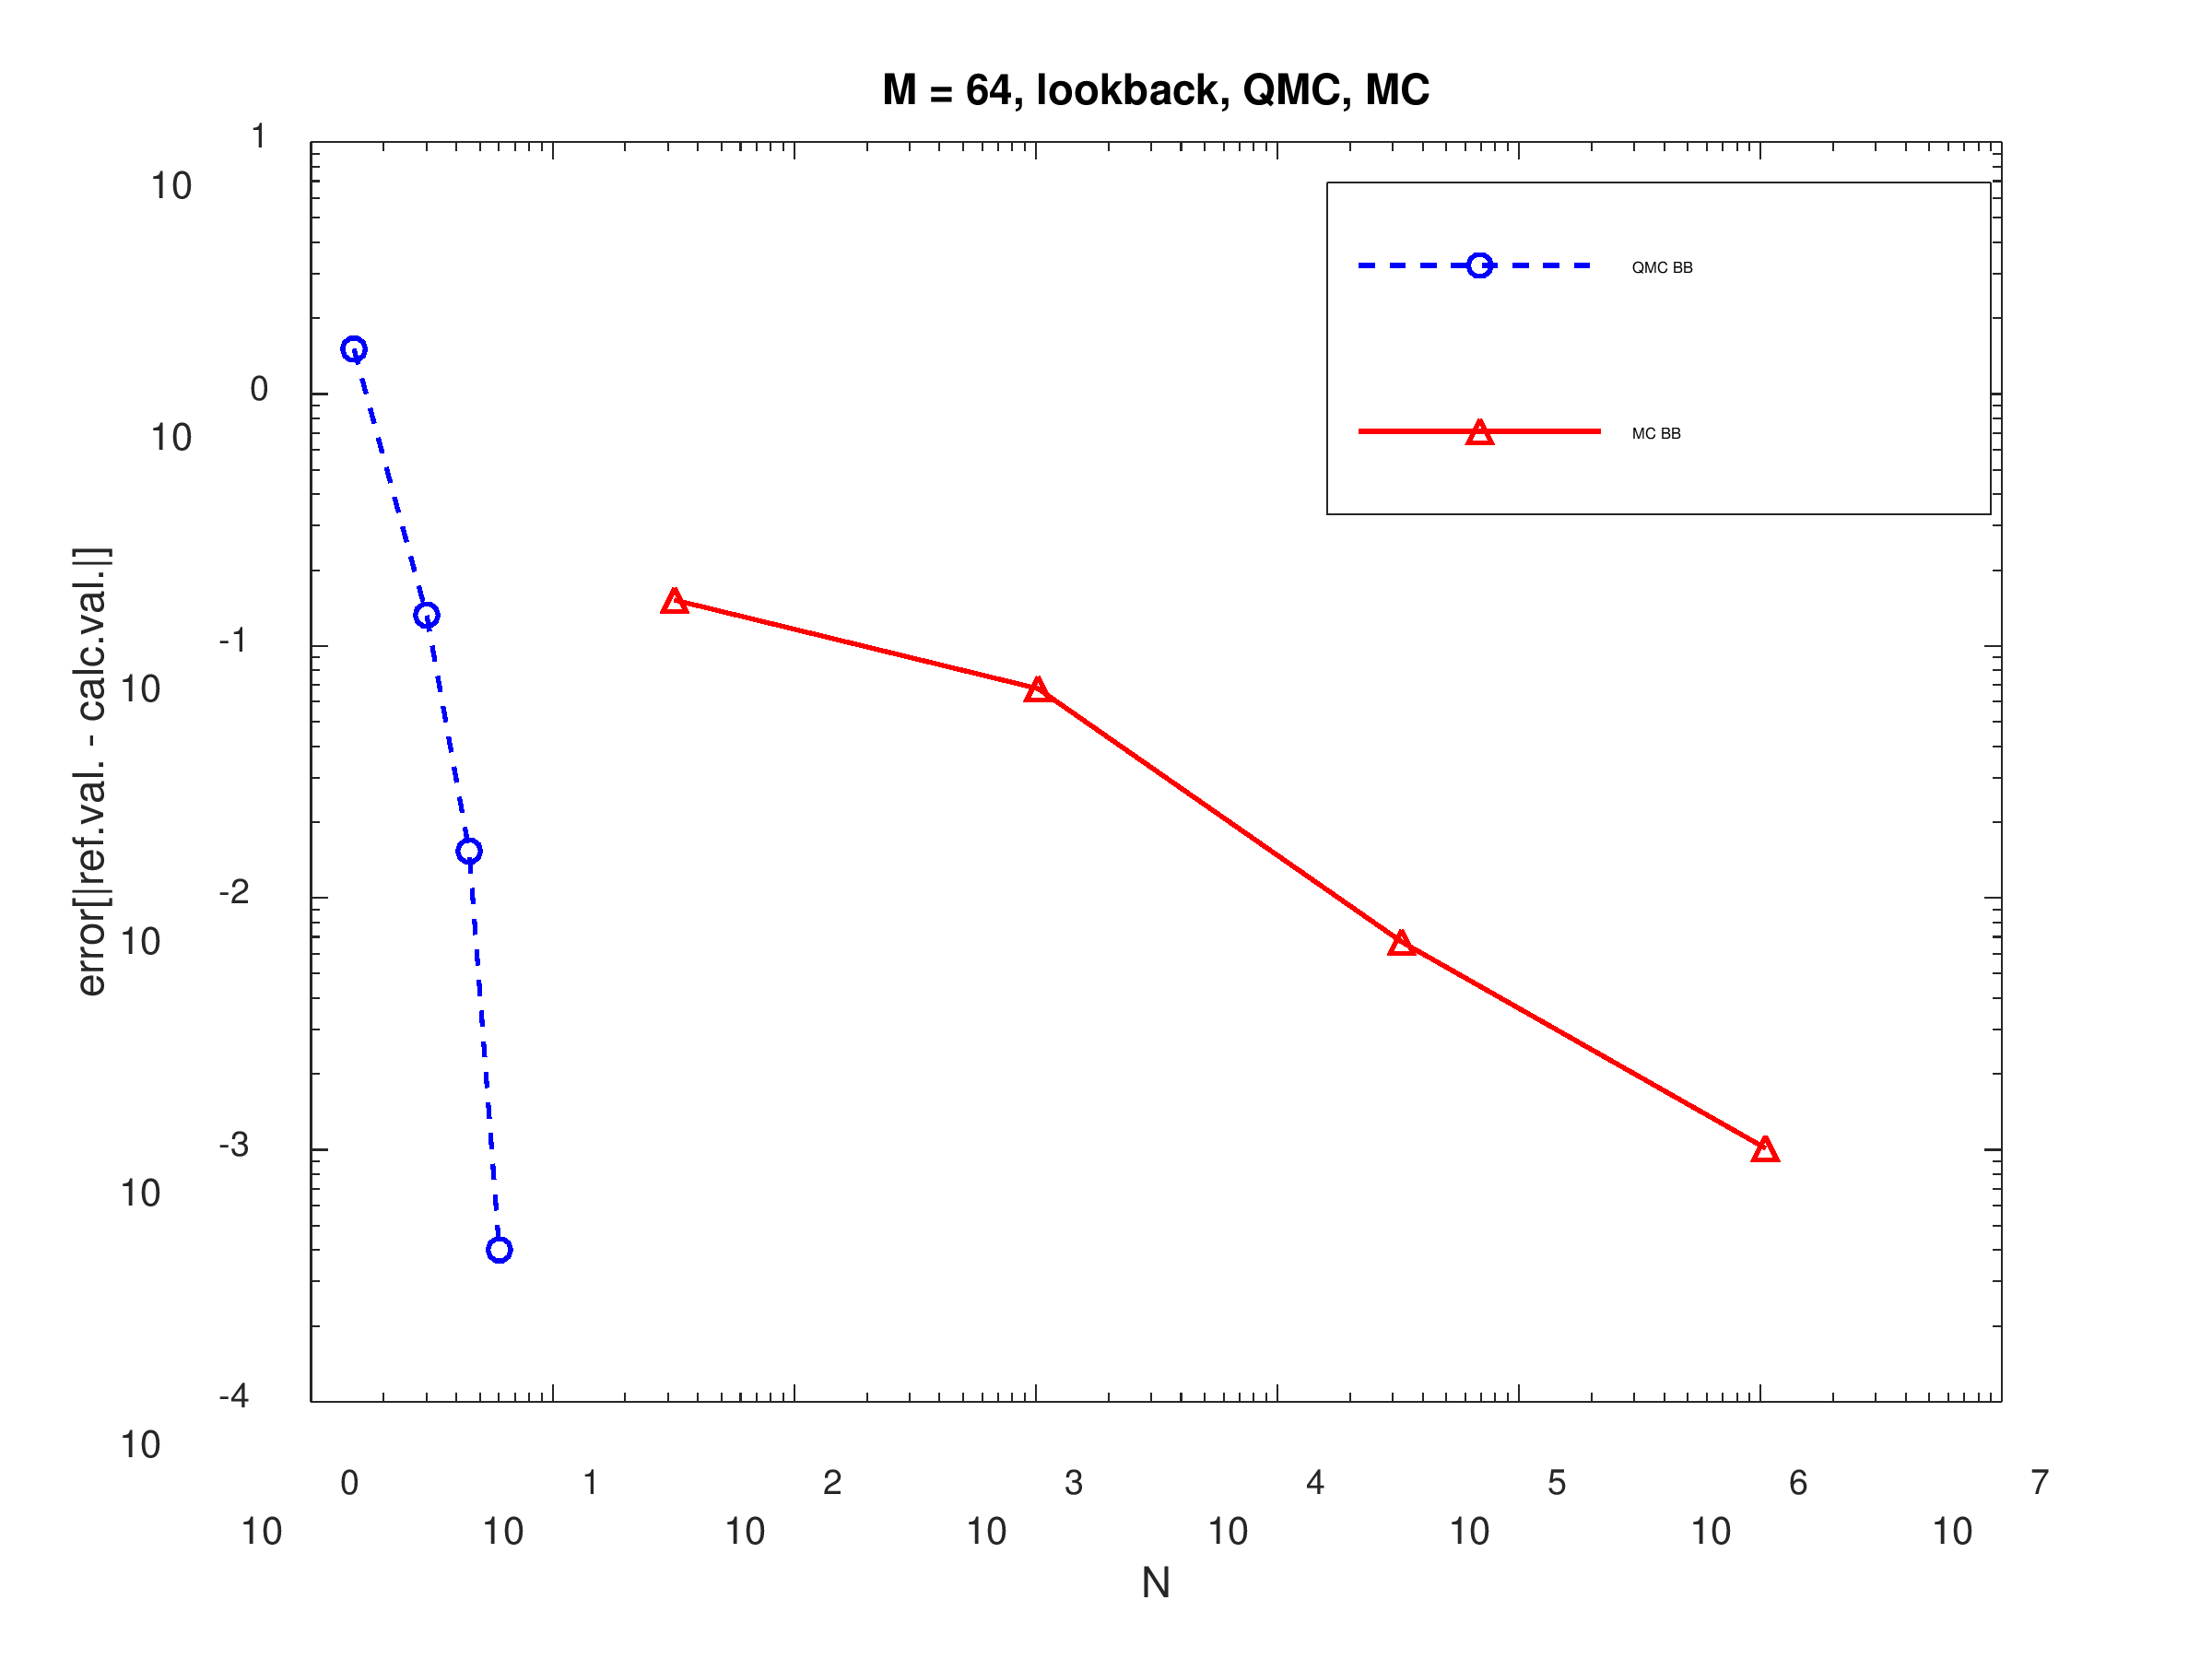 M = 64, lookback, QMC, MC
10^1
10^0
10^-1
10^-2
10^-3
10^-4
error[|ref.val. - calc.val.|]
QMC BB
MC BB
10^0 10^1 10^2 10^3 10^4 10^5 10^6 10^7
N